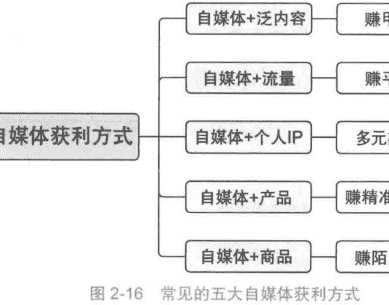 自媒体+泛内容
赚
自媒体+流量
赚
自媒体获利方式
自媒体+个人IP
多元
自媒体+产品
赚精准
自媒体+商品
赚陌
图 2-16 常见的五大自媒体获利方式